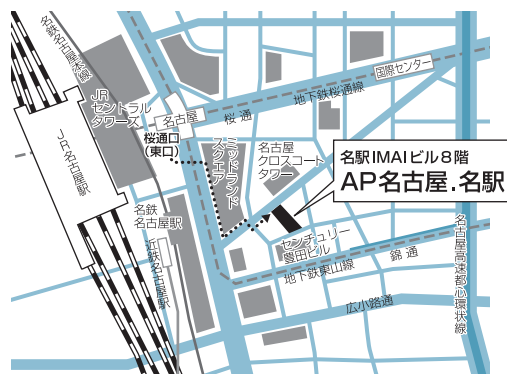 名鉄名古屋本線
JR
セントラル
タワーズ
名古屋
国際センター
地下鉄桜通線
桜通
桜通口
(東口)
JR名古屋駅
ミッドランド
スクエア
名古屋
クロスコート
タワー
名駅IMAIビル8階
AP名古屋.名駅
名鉄
名古屋駅
近鉄名古屋駅
センチュリー
豊田ビル
地下鉄東山線
錦通
広小路通
名古屋高速都心環状線